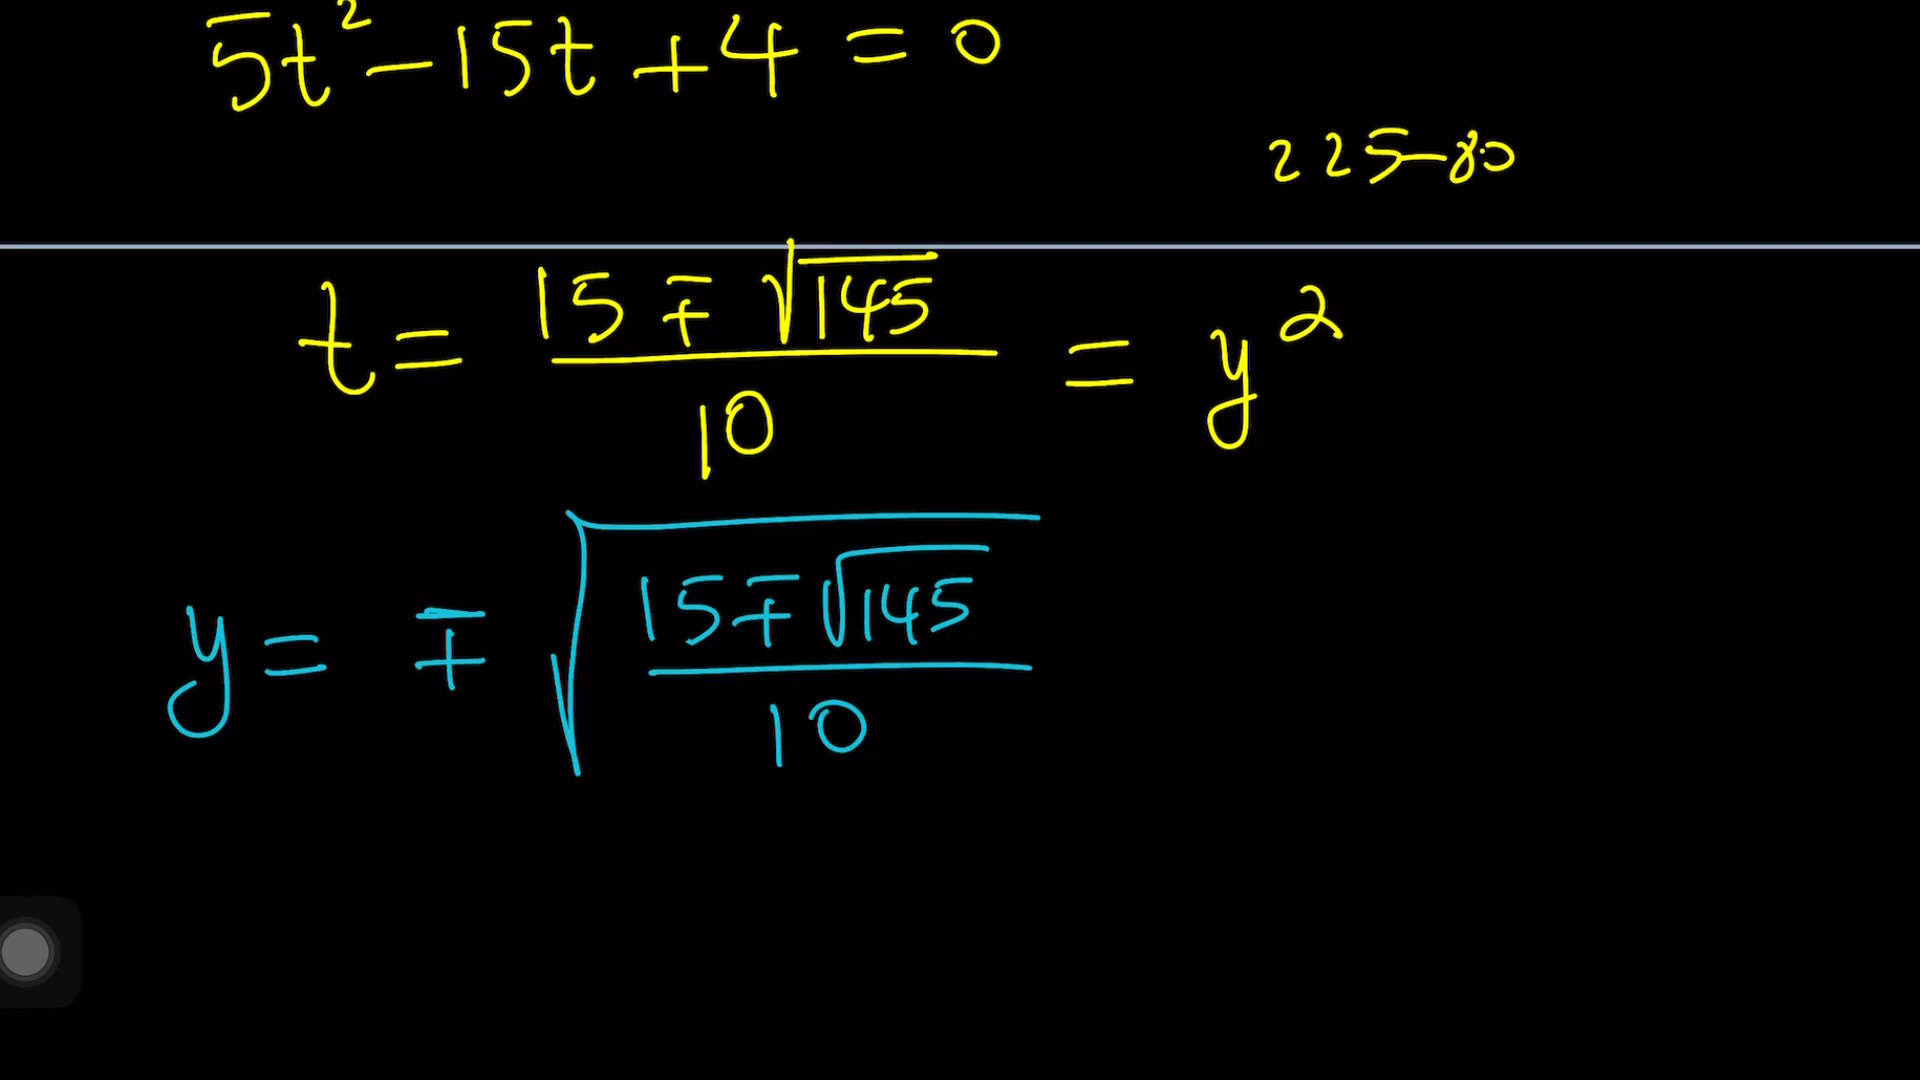 5t² - 15t + 4 = 0
225-80
t = (15 ∓ √145)/10 = y²
y = ∓ √((15 ∓ √145)/10)